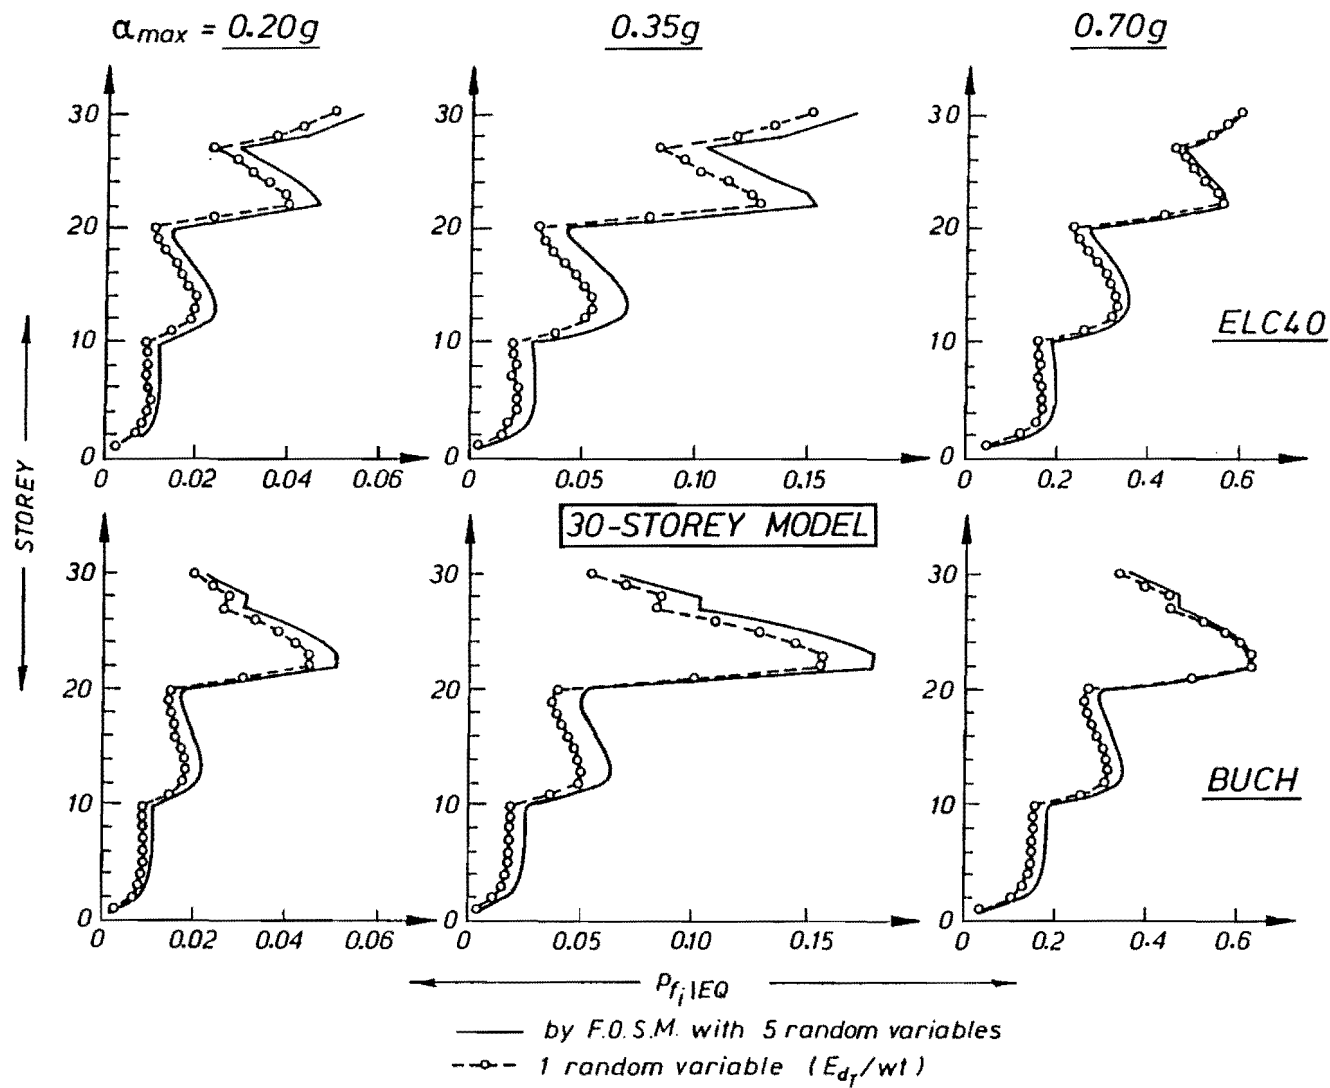 αmax = 0.20g 0.35g 0.70g
30 30 30
20 20 20
10 10 10
0 0 0
0 0.02 0.04 0.06 0 0.05 0.10 0.15 0 0.2 0.4 0.6
ELC40
STOREY
30-STOREY MODEL
30 30 30
20 20 20
10 10 10
0 0 0
0 0.02 0.04 0.06 0 0.05 0.10 0.15 0 0.2 0.4 0.6
BUCH
Pfi|EQ
by F.O.S.M. with 5 random variables
1 random variable (EdT/wt)